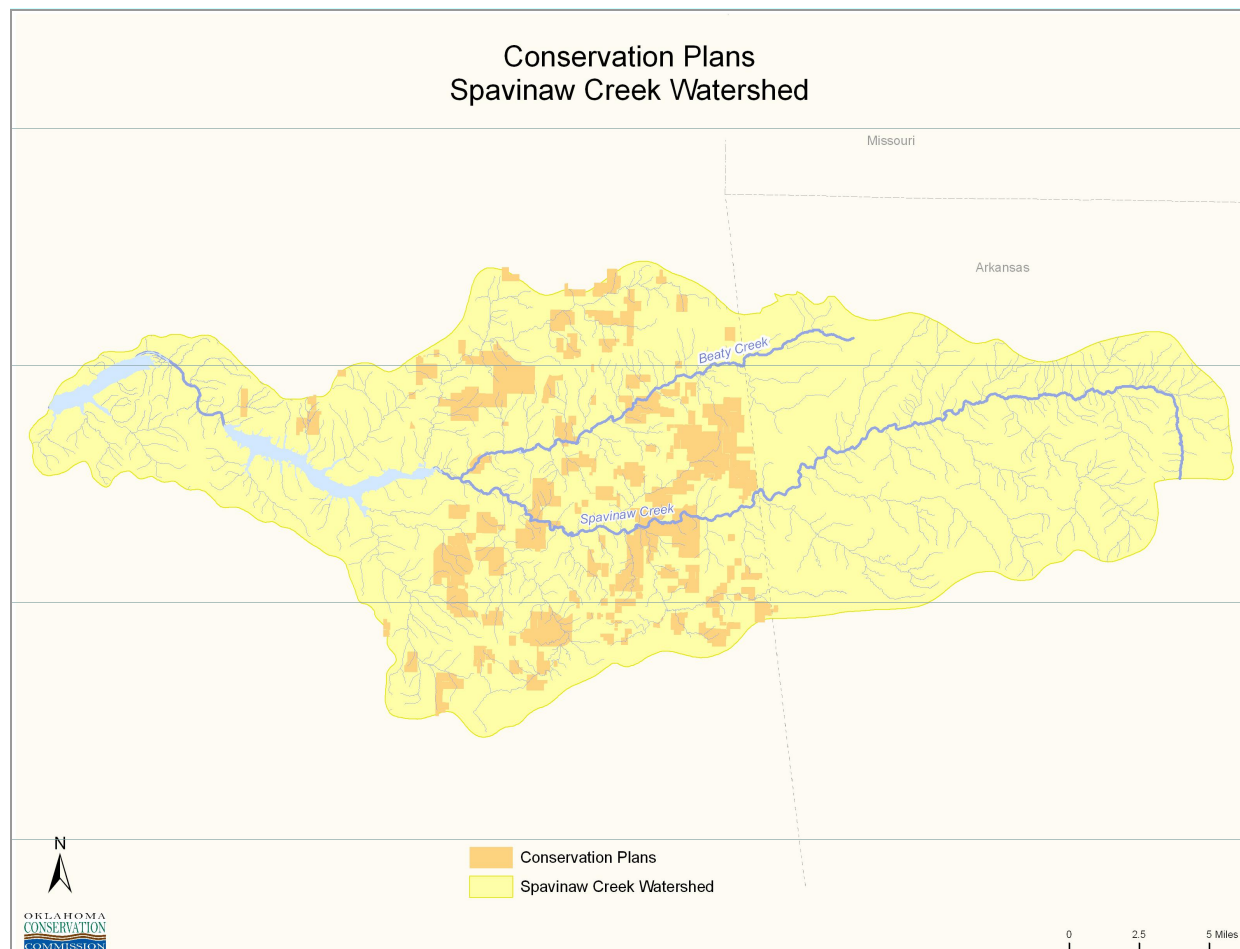 Conservation Plans
Spavinaw Creek Watershed
Missouri
Arkansas
Beaty Creek
Spavinaw Creek
N
Conservation Plans
Spavinaw Creek Watershed
OKLAHOMA
CONSERVATION
COMMISSION
0 2.5 5 Miles